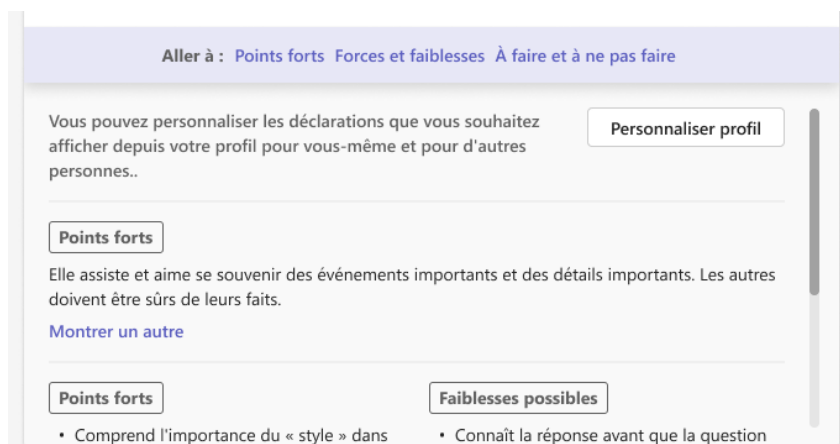 Aller à : Points forts Forces et faiblesses À faire et à ne pas faire
Vous pouvez personnaliser les déclarations que vous souhaitez
afficher depuis votre profil pour vous-même et pour d'autres
personnes..
Personnaliser profil
Points forts
Elle assiste et aime se souvenir des événements importants et des détails importants. Les autres
doivent être sûrs de leurs faits.
Montrer un autre
Points forts
• Comprend l'importance du « style » dans
Faiblesses possibles
• Connaît la réponse avant que la question